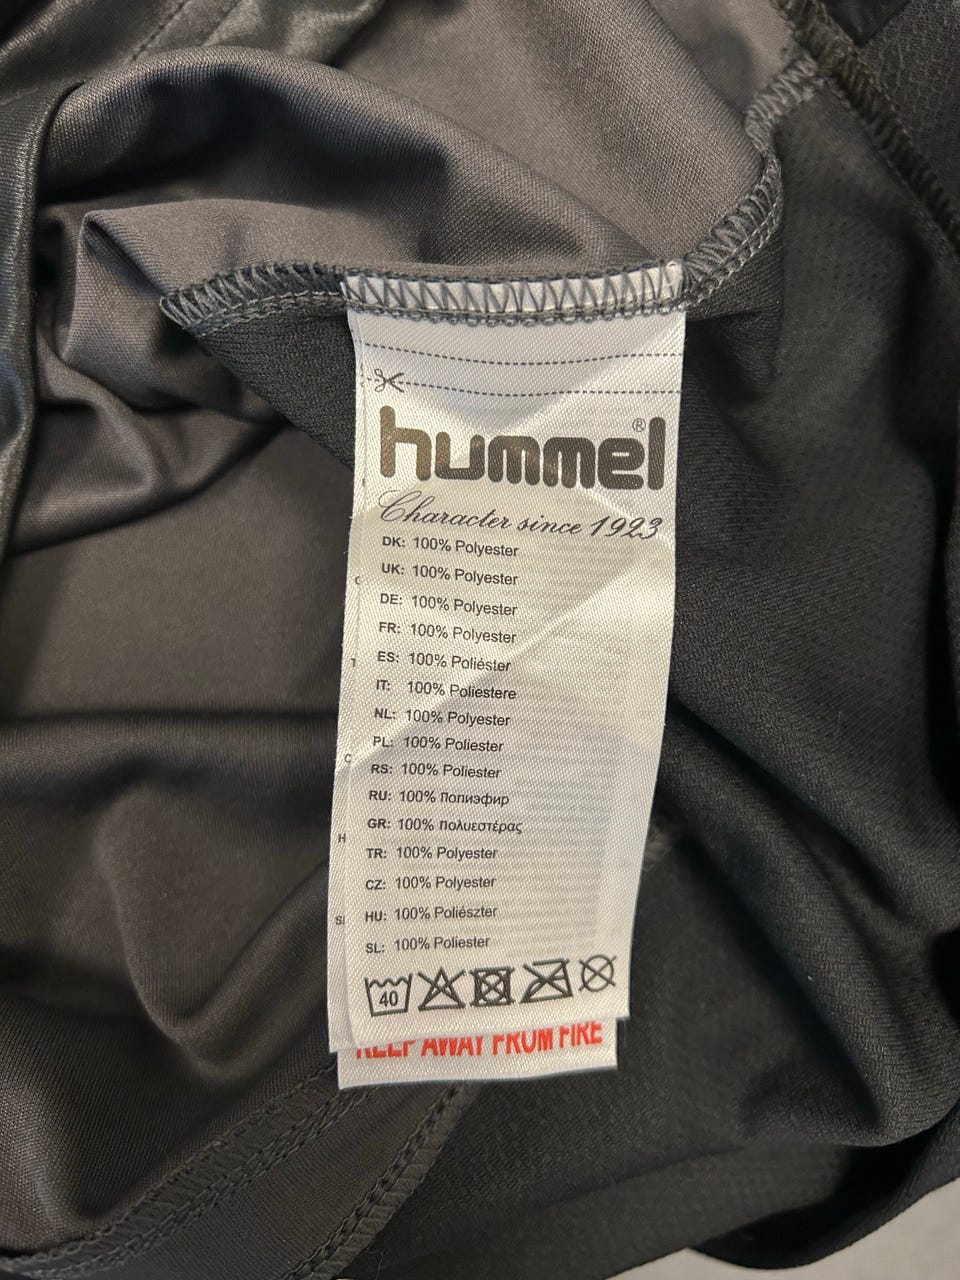 hummel®
Character since 1923
DK: 100% Polyester
UK: 100% Polyester
DE: 100% Polyester
FR: 100% Polyester
ES: 100% Poliéster
IT: 100% Poliestere
NL: 100% Polyester
PL: 100% Poliester
RS: 100% Poliester
RU: 100% Полиэфир
GR: 100% πολυεστέρας
TR: 100% Polyester
CZ: 100% Polyester
HU: 100% Poliészter
SL: 100% Poliester
40
KEEP AWAY FROM FIRE